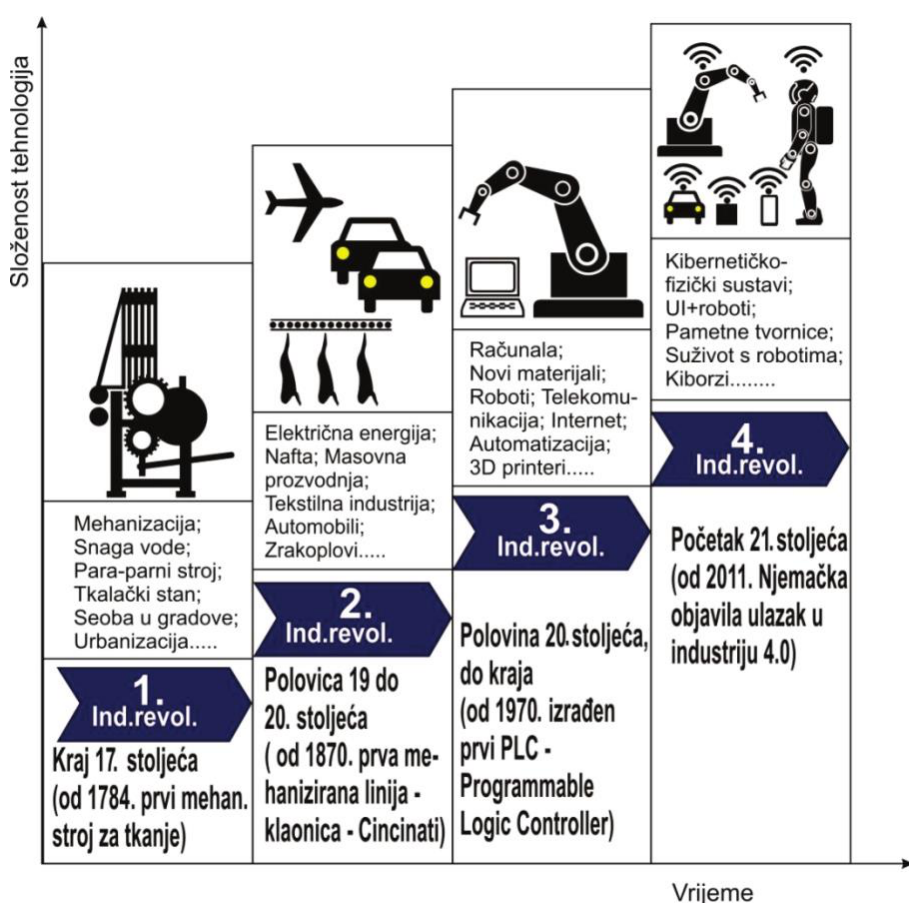 Složenost tehnologija
Mehanizacija;
Snaga vode;
Para-parni stroj;
Tkalački stan;
Seoba u gradove;
Urbanizacija.....
1.
Ind.revol.
Kraj 17. stoljeća
(od 1784. prvi mehan.
stroj za tkanje)
Električna energija;
Nafta; Masovna
prozvodnja;
Tekstilna industrija;
Automobili;
Zrakoplovi.....
2.
Ind.revol.
Polovica 19 do
20. stoljeća
( od 1870. prva me-
hanizirana linija -
klaonica - Cincinati)
Računala;
Novi materijali;
Roboti; Telekomu-
nikacija; Internet;
Automatizacija;
3D printeri.....
3.
Ind.revol.
Polovina 20.stoljeća,
do kraja
(od 1970. izrađen
prvi PLC -
Programmable
Logic Controller)
Kibernetičko-
fizički sustavi;
UI+roboti;
Pametne tvornice;
Suživot s robotima;
Kiborzi........
4.
Ind.revol.
Početak 21.stoljeća
(od 2011. Njemačka
objavila ulazak u
industriju 4.0)
Vrijeme